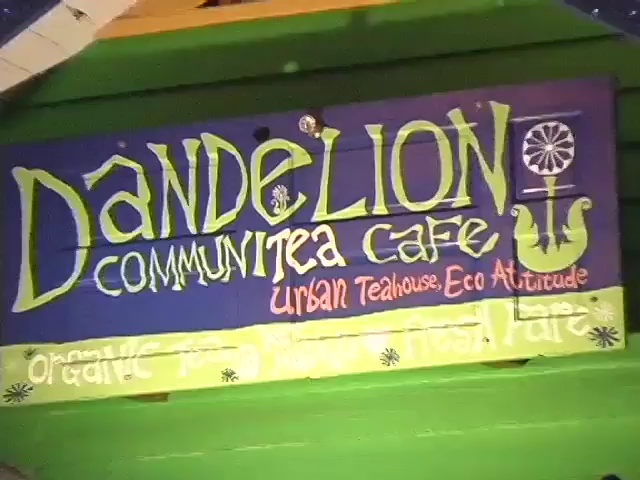 DANDELION
COMMUNITEA CAFE
Urban Teahouse, Eco Attitude
Organic Tea Fresh Fare